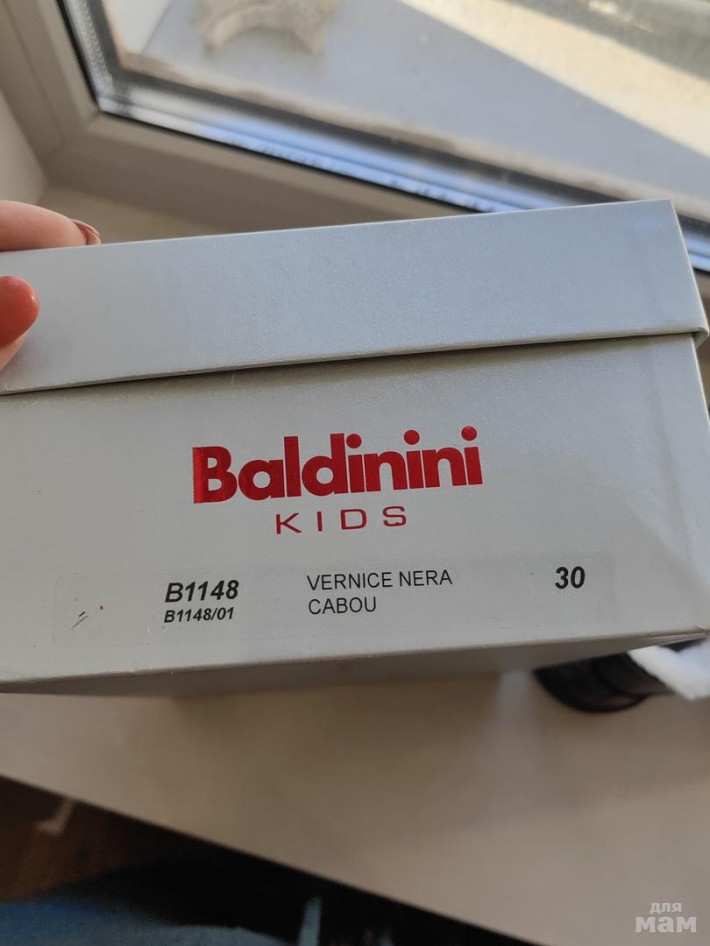 Baldinini
KIDS
B1148
B1148/01
VERNICE NERA
CABOU
30
для
мам